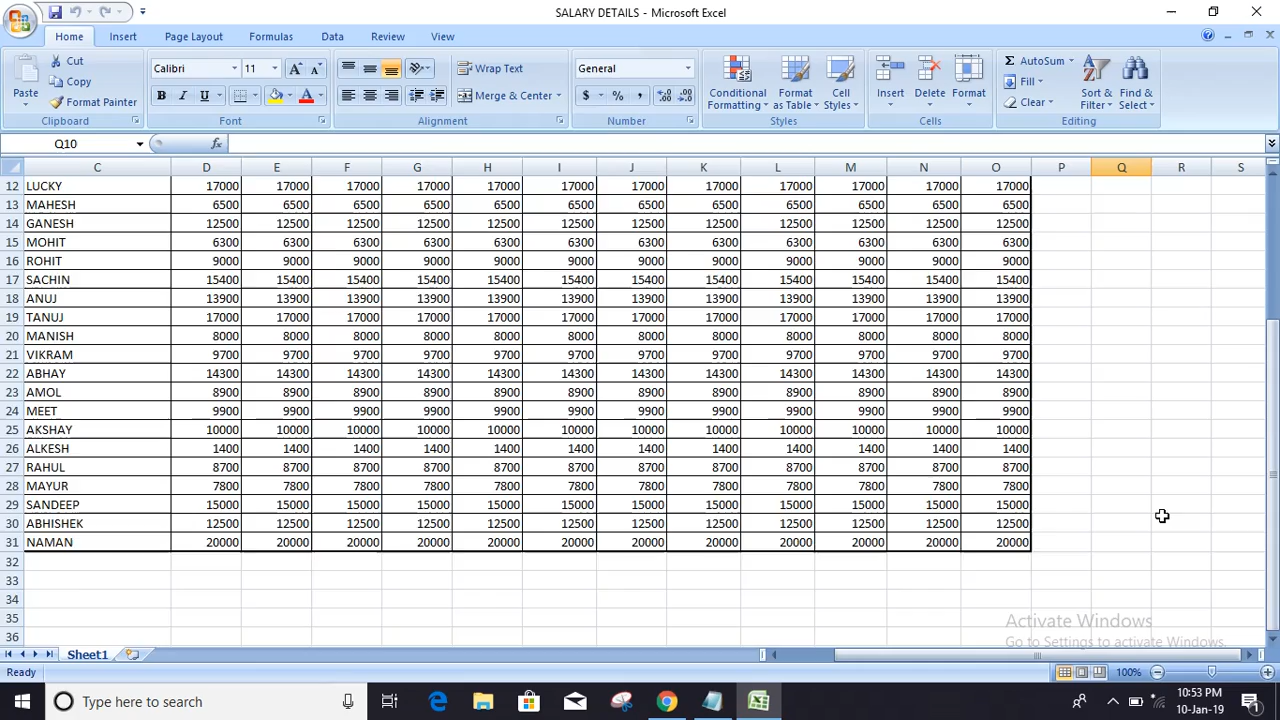 SALARY DETAILS - Microsoft Excel
Home Insert Page Layout Formulas Data Review View
Paste Cut Calibri 11 A A Wrap Text General Conditional Formatting Format as Table Cell Styles Insert Delete Format Σ AutoSum Sort & Filter Find & Select
Copy Fill
Format Painter B I U A Merge & Center $ % , .0 .00 .00 .0 Clear
Clipboard Font Alignment Number Styles Cells Editing
Q10 fx
C D E F G H I J K L M N O P Q R S
12 LUCKY 17000 17000 17000 17000 17000 17000 17000 17000 17000 17000 17000 17000
13 MAHESH 6500 6500 6500 6500 6500 6500 6500 6500 6500 6500 6500 6500
14 GANESH 12500 12500 12500 12500 12500 12500 12500 12500 12500 12500 12500 12500
15 MOHIT 6300 6300 6300 6300 6300 6300 6300 6300 6300 6300 6300 6300
16 ROHIT 9000 9000 9000 9000 9000 9000 9000 9000 9000 9000 9000 9000
17 SACHIN 15400 15400 15400 15400 15400 15400 15400 15400 15400 15400 15400 15400
18 ANUJ 13900 13900 13900 13900 13900 13900 13900 13900 13900 13900 13900 13900
19 TANUJ 17000 17000 17000 17000 17000 17000 17000 17000 17000 17000 17000 17000
20 MANISH 8000 8000 8000 8000 8000 8000 8000 8000 8000 8000 8000 8000
21 VIKRAM 9700 9700 9700 9700 9700 9700 9700 9700 9700 9700 9700 9700
22 ABHAY 14300 14300 14300 14300 14300 14300 14300 14300 14300 14300 14300 14300
23 AMOL 8900 8900 8900 8900 8900 8900 8900 8900 8900 8900 8900 8900
24 MEET 9900 9900 9900 9900 9900 9900 9900 9900 9900 9900 9900 9900
25 AKSHAY 10000 10000 10000 10000 10000 10000 10000 10000 10000 10000 10000 10000
26 ALKESH 1400 1400 1400 1400 1400 1400 1400 1400 1400 1400 1400 1400
27 RAHUL 8700 8700 8700 8700 8700 8700 8700 8700 8700 8700 8700 8700
28 MAYUR 7800 7800 7800 7800 7800 7800 7800 7800 7800 7800 7800 7800
29 SANDEEP 15000 15000 15000 15000 15000 15000 15000 15000 15000 15000 15000 15000
30 ABHISHEK 12500 12500 12500 12500 12500 12500 12500 12500 12500 12500 12500 12500
31 NAMAN 20000 20000 20000 20000 20000 20000 20000 20000 20000 20000 20000 20000
32
33
34
35
36
Activate Windows
Go to Settings to activate Windows.
Sheet1
Ready 100%
Type here to search
10:53 PM
10-Jan-19
1